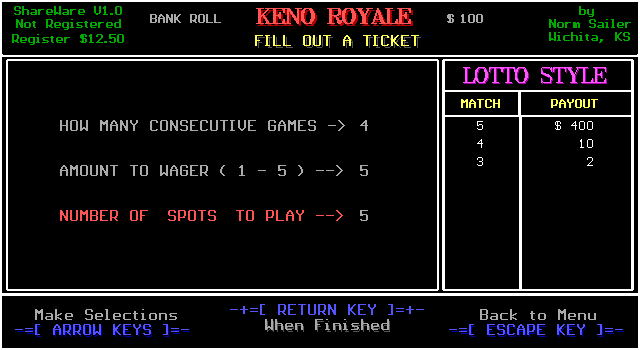 ShareWare V1.0
Not Registered
Register $12.50
BANK ROLL
KENO ROYALE
FILL OUT A TICKET
$ 100
by
Norm Sailer
Wichita, KS
HOW MANY CONSECUTIVE GAMES -> 4
AMOUNT TO WAGER ( 1 - 5 ) --> 5
NUMBER OF  SPOTS  TO PLAY --> 5
LOTTO STYLE
MATCH PAYOUT
5 $ 400
4 10
3 2
Make Selections
-=[ ARROW KEYS ]=-
-+=[ RETURN KEY ]=+-
When Finished
Back to Menu
-=[ ESCAPE KEY ]=-